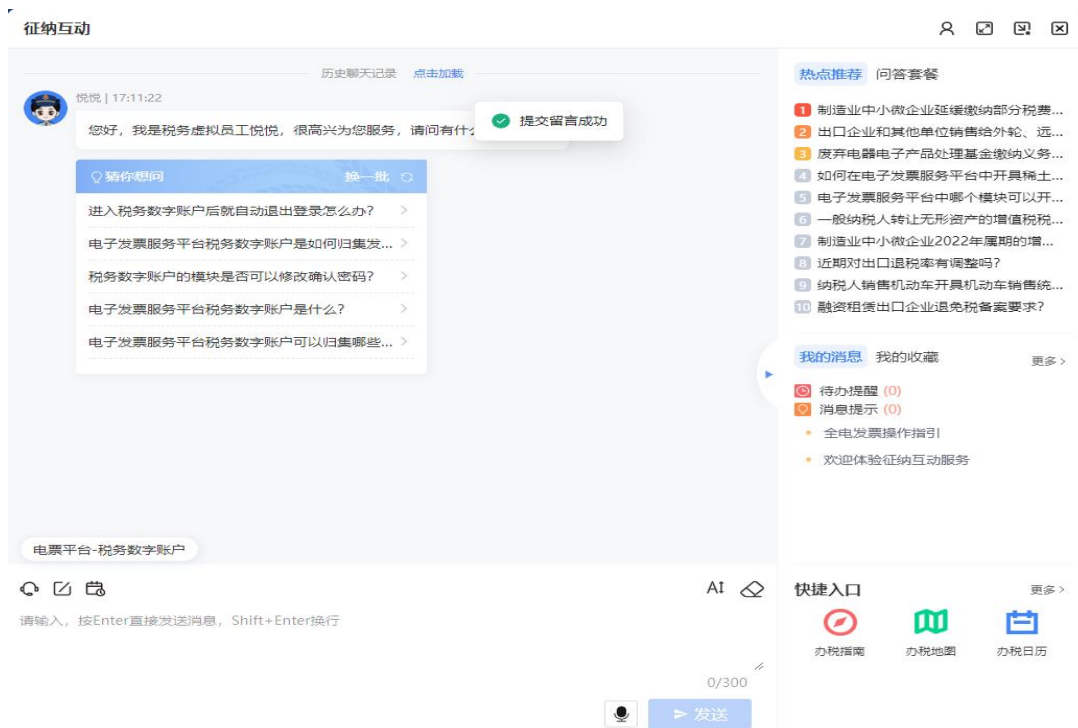 征纳互动
历史聊天记录 点击加载
悦悦 | 17:11:22
您好，我是税务虚拟员工悦悦，很高兴为您服务，请问有什
提交留言成功
猜你想问 换一批
进入税务数字账户后就自动退出登录怎么办？
电子发票服务平台税务数字账户是如何归集发...
税务数字账户的模块是否可以修改确认密码？
电子发票服务平台税务数字账户是什么？
电子发票服务平台税务数字账户可以归集哪些...
电票平台-税务数字账户
请输入，按Enter直接发送消息，Shift+Enter换行
0/300
发送
热点推荐 问答套餐
1 制造业中小微企业延缓缴纳部分税费...
2 出口企业和其他单位销售给外轮、远...
3 废弃电器电子产品处理基金缴纳义务...
4 如何在电子发票服务平台中开具稀土...
5 电子发票服务平台中哪个模块可以开...
6 一般纳税人转让无形资产的增值税税...
7 制造业中小微企业2022年属期的增...
8 近期对出口退税率有调整吗？
9 纳税人销售机动车开具机动车销售统...
10 融资租赁出口企业退免税备案要求？
我的消息 我的收藏 更多 >
待办提醒 (0)
消息提示 (0)
全电发票操作指引
欢迎体验征纳互动服务
快捷入口 更多 >
办税指南 办税地图 办税日历